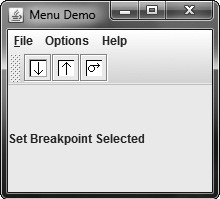 Menu Demo
File Options Help
Set Breakpoint Selected